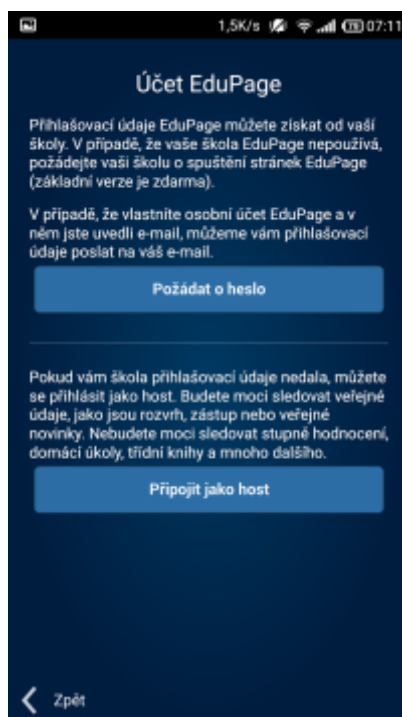 1,5K/s 75 07:11
Účet EduPage
Přihlašovací údaje EduPage můžete získat od vaší
školy. V případě, že vaše škola EduPage nepoužívá,
požádejte vaši školu o spuštění stránek EduPage
(základní verze je zdarma).
V případě, že vlastníte osobní účet EduPage a v
něm jste uvedli e-mail, můžeme vám přihlašovací
údaje poslat na váš e-mail.
Požádat o heslo
Pokud vám škola přihlašovací údaje nedala, můžete
se přihlásit jako host. Budete moci sledovat veřejné
údaje, jako jsou rozvrh, zástup nebo veřejné
novinky. Nebudete moci sledovat stupně hodnocení,
domácí úkoly, třídní knihy a mnoho dalšího.
Připojit jako host
Zpět